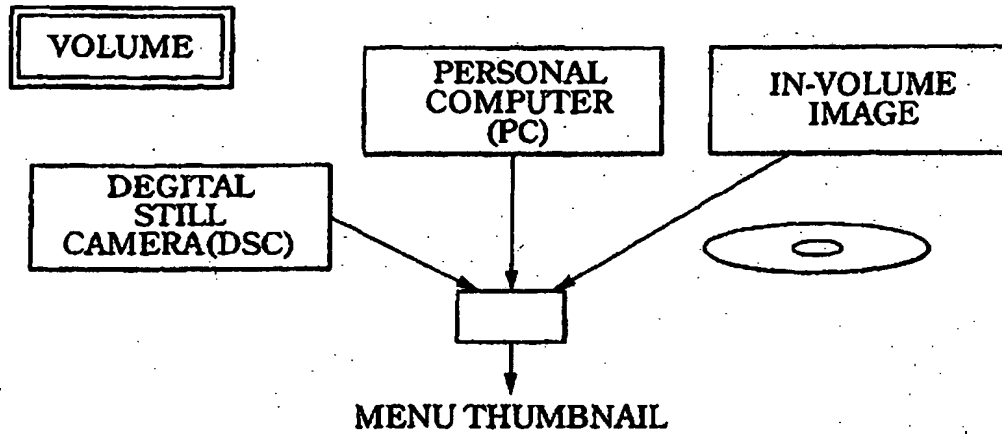 VOLUME
PERSONAL
COMPUTER
(PC)
IN-VOLUME
IMAGE
DEGITAL
STILL
CAMERA(DSC)
MENU THUMBNAIL